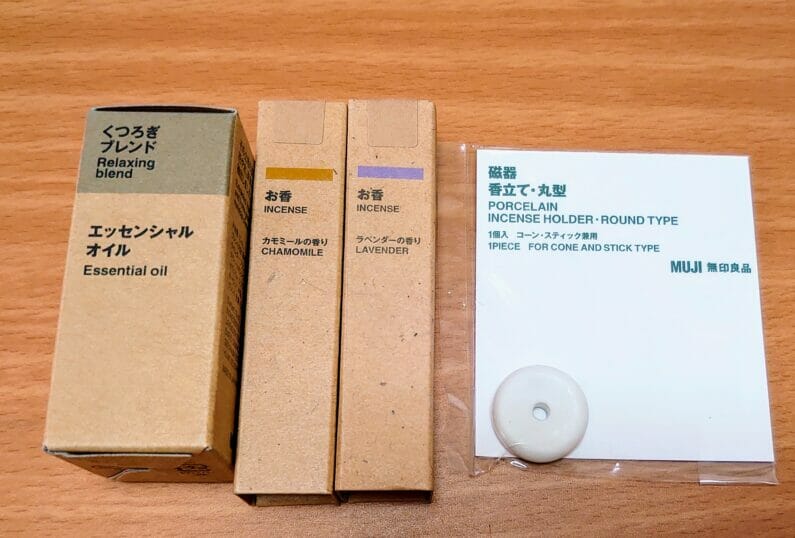 くつろぎ
ブレンド
Relaxing
blend
エッセンシャル
オイル
Essential oil
お香
INCENSE
カモミールの香り
CHAMOMILE
お香
INCENSE
ラベンダーの香り
LAVENDER
磁器
香立て・丸型
PORCELAIN
INCENSE HOLDER・ROUND TYPE
1個入 コーン・スティック兼用
1PIECE FOR CONE AND STICK TYPE
MUJI 無印良品